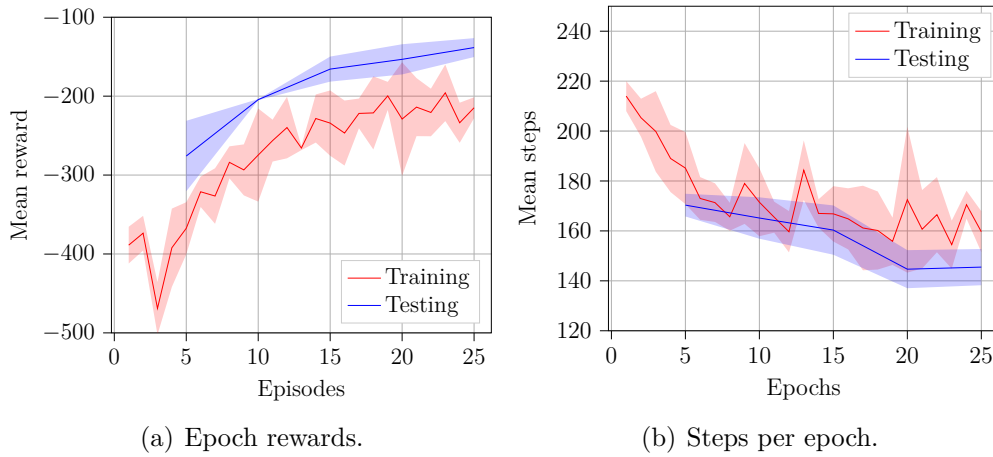 −100
−200
−300
−400
−500
0 5 10 15 20 25
Mean reward
Episodes
Training
Testing
(a) Epoch rewards.
240
220
200
180
160
140
120
0 5 10 15 20 25
Mean steps
Epochs
Training
Testing
(b) Steps per epoch.